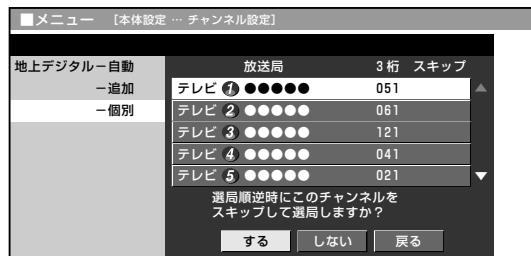 ■メニュー [本体設定 … チャンネル設定]
地上デジタル－自動
－追加
－個別
放送局 3桁 スキップ
テレビ 1 ●●●●● 051
テレビ 2 ●●●●● 061
テレビ 3 ●●●●● 121
テレビ 4 ●●●●● 041
テレビ 5 ●●●●● 021
選局順逆時にこのチャンネルを
スキップして選局しますか？
する しない 戻る